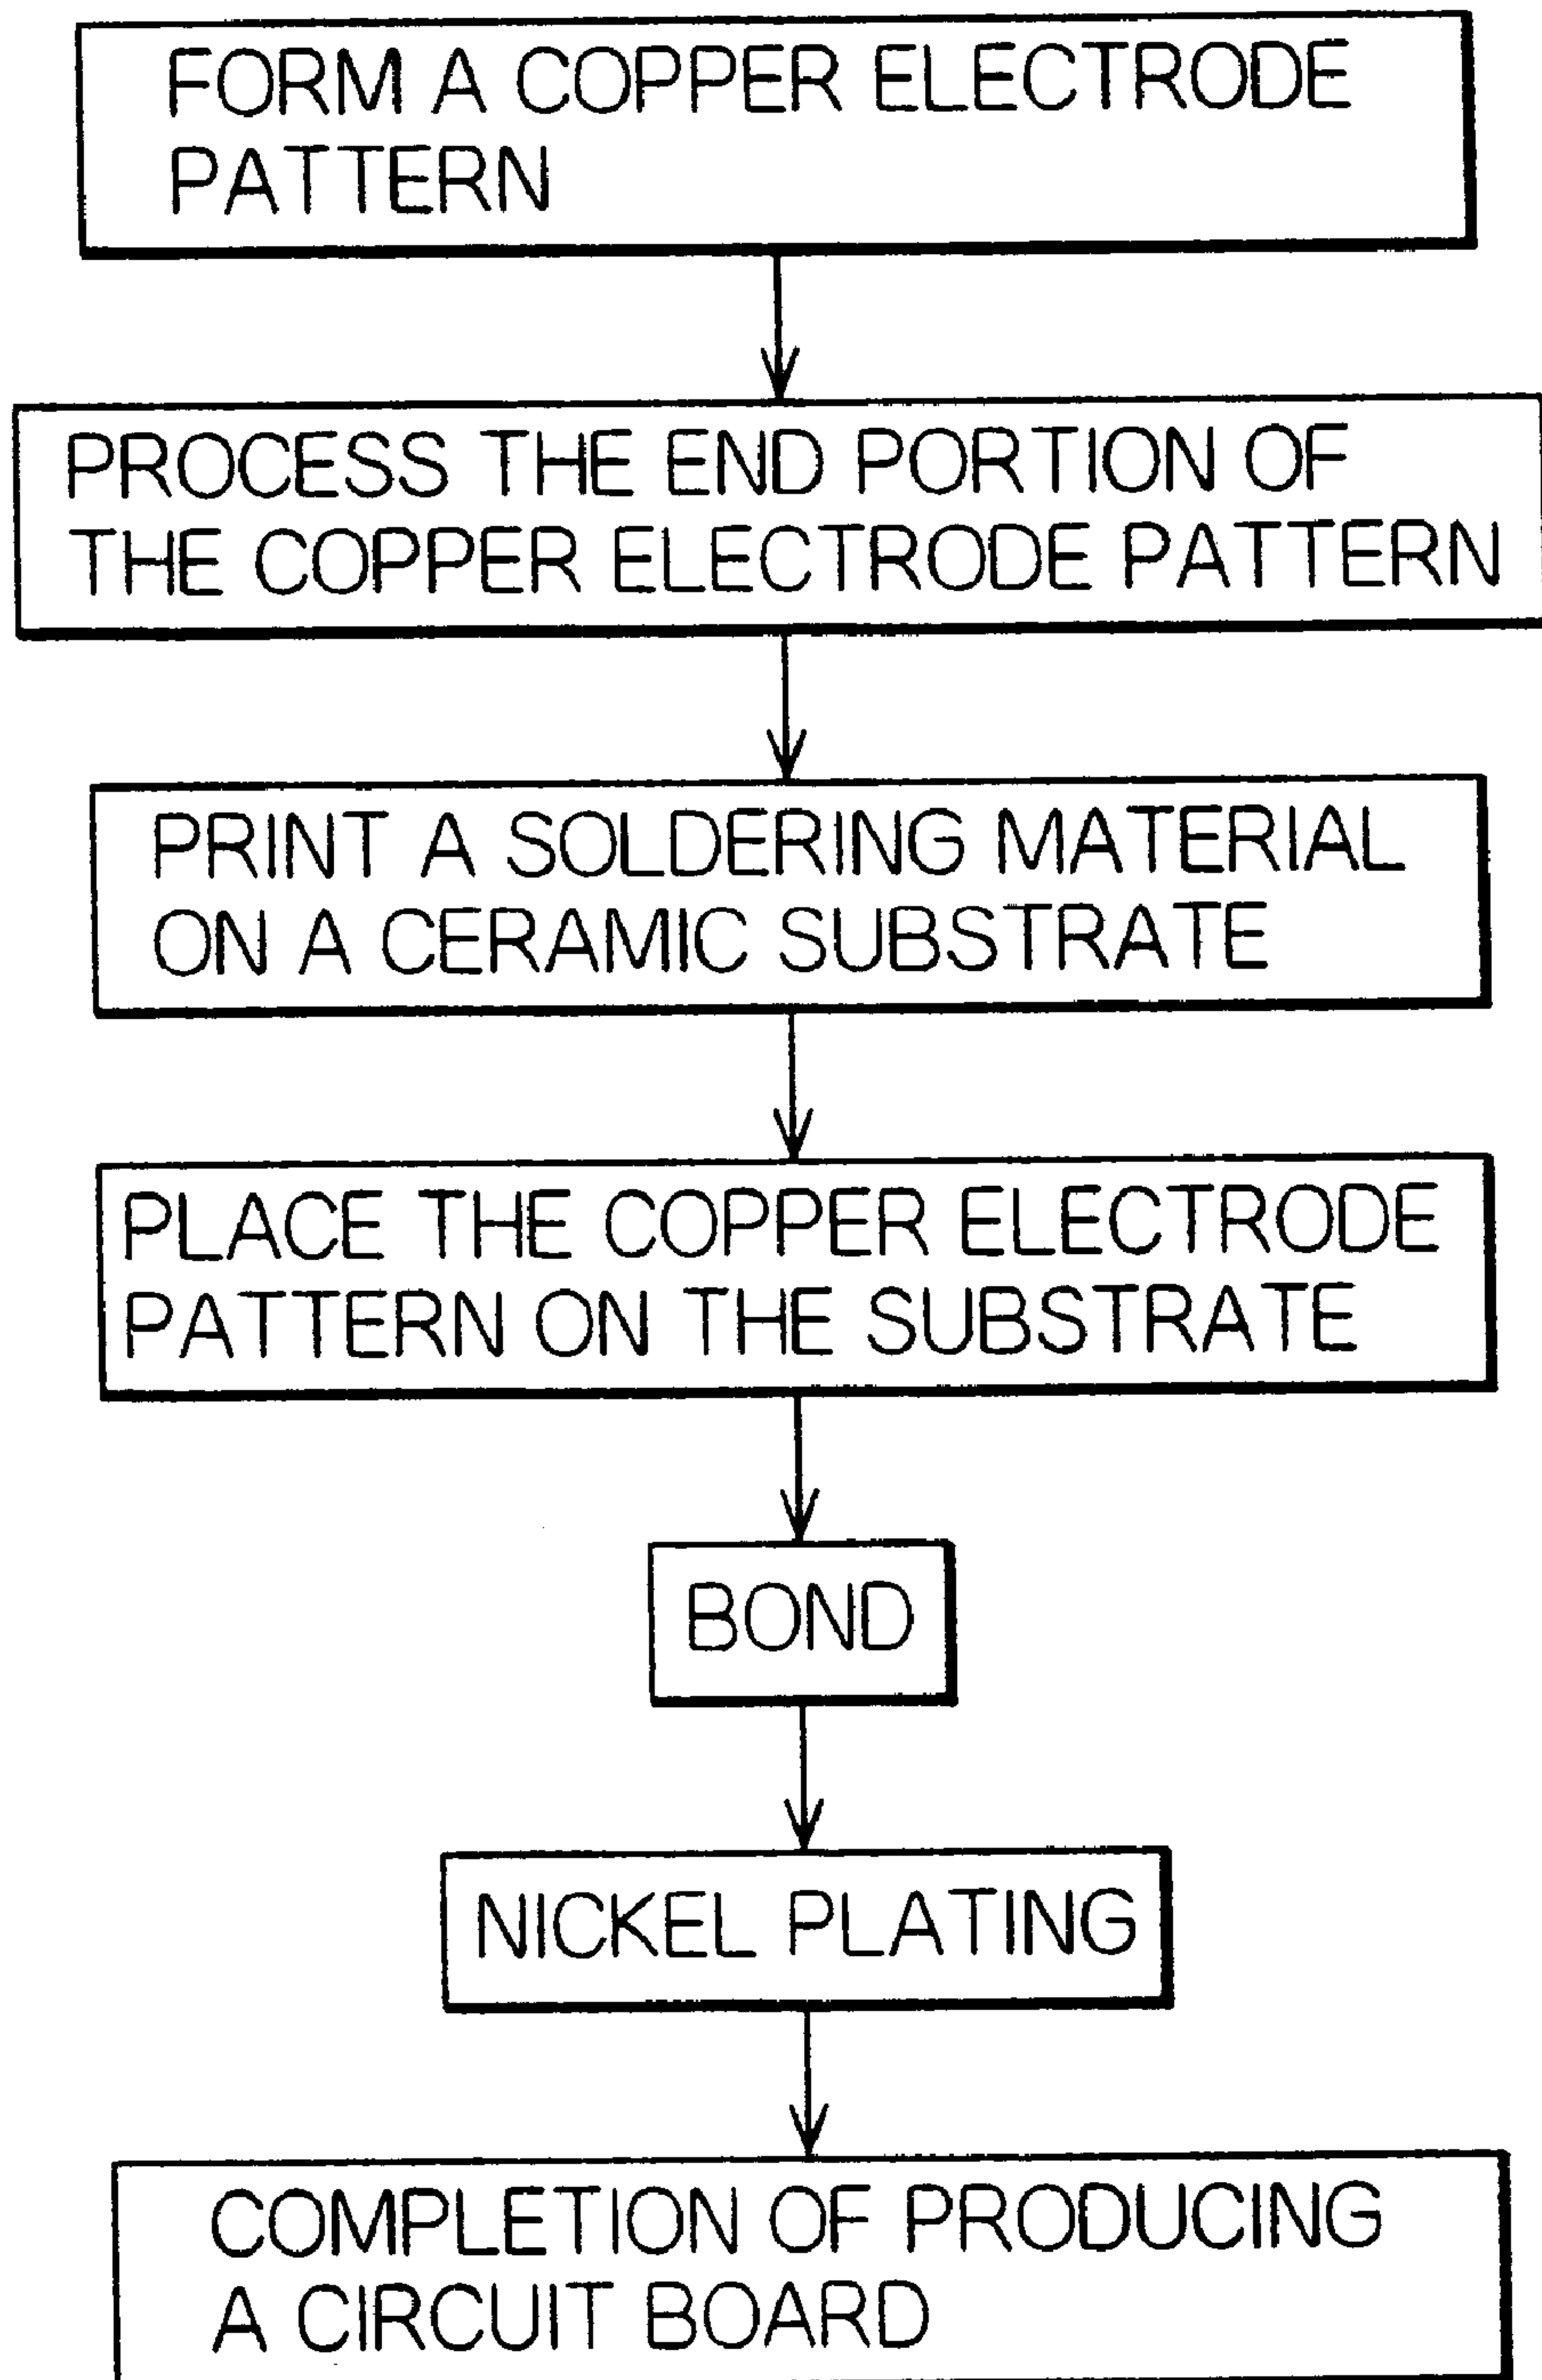 FORM A COPPER ELECTRODE
PATTERN
PROCESS THE END PORTION OF
THE COPPER ELECTRODE PATTERN
PRINT A SOLDERING MATERIAL
ON A CERAMIC SUBSTRATE
PLACE THE COPPER ELECTRODE
PATTERN ON THE SUBSTRATE
BOND
NICKEL PLATING
COMPLETION OF PRODUCING
A CIRCUIT BOARD